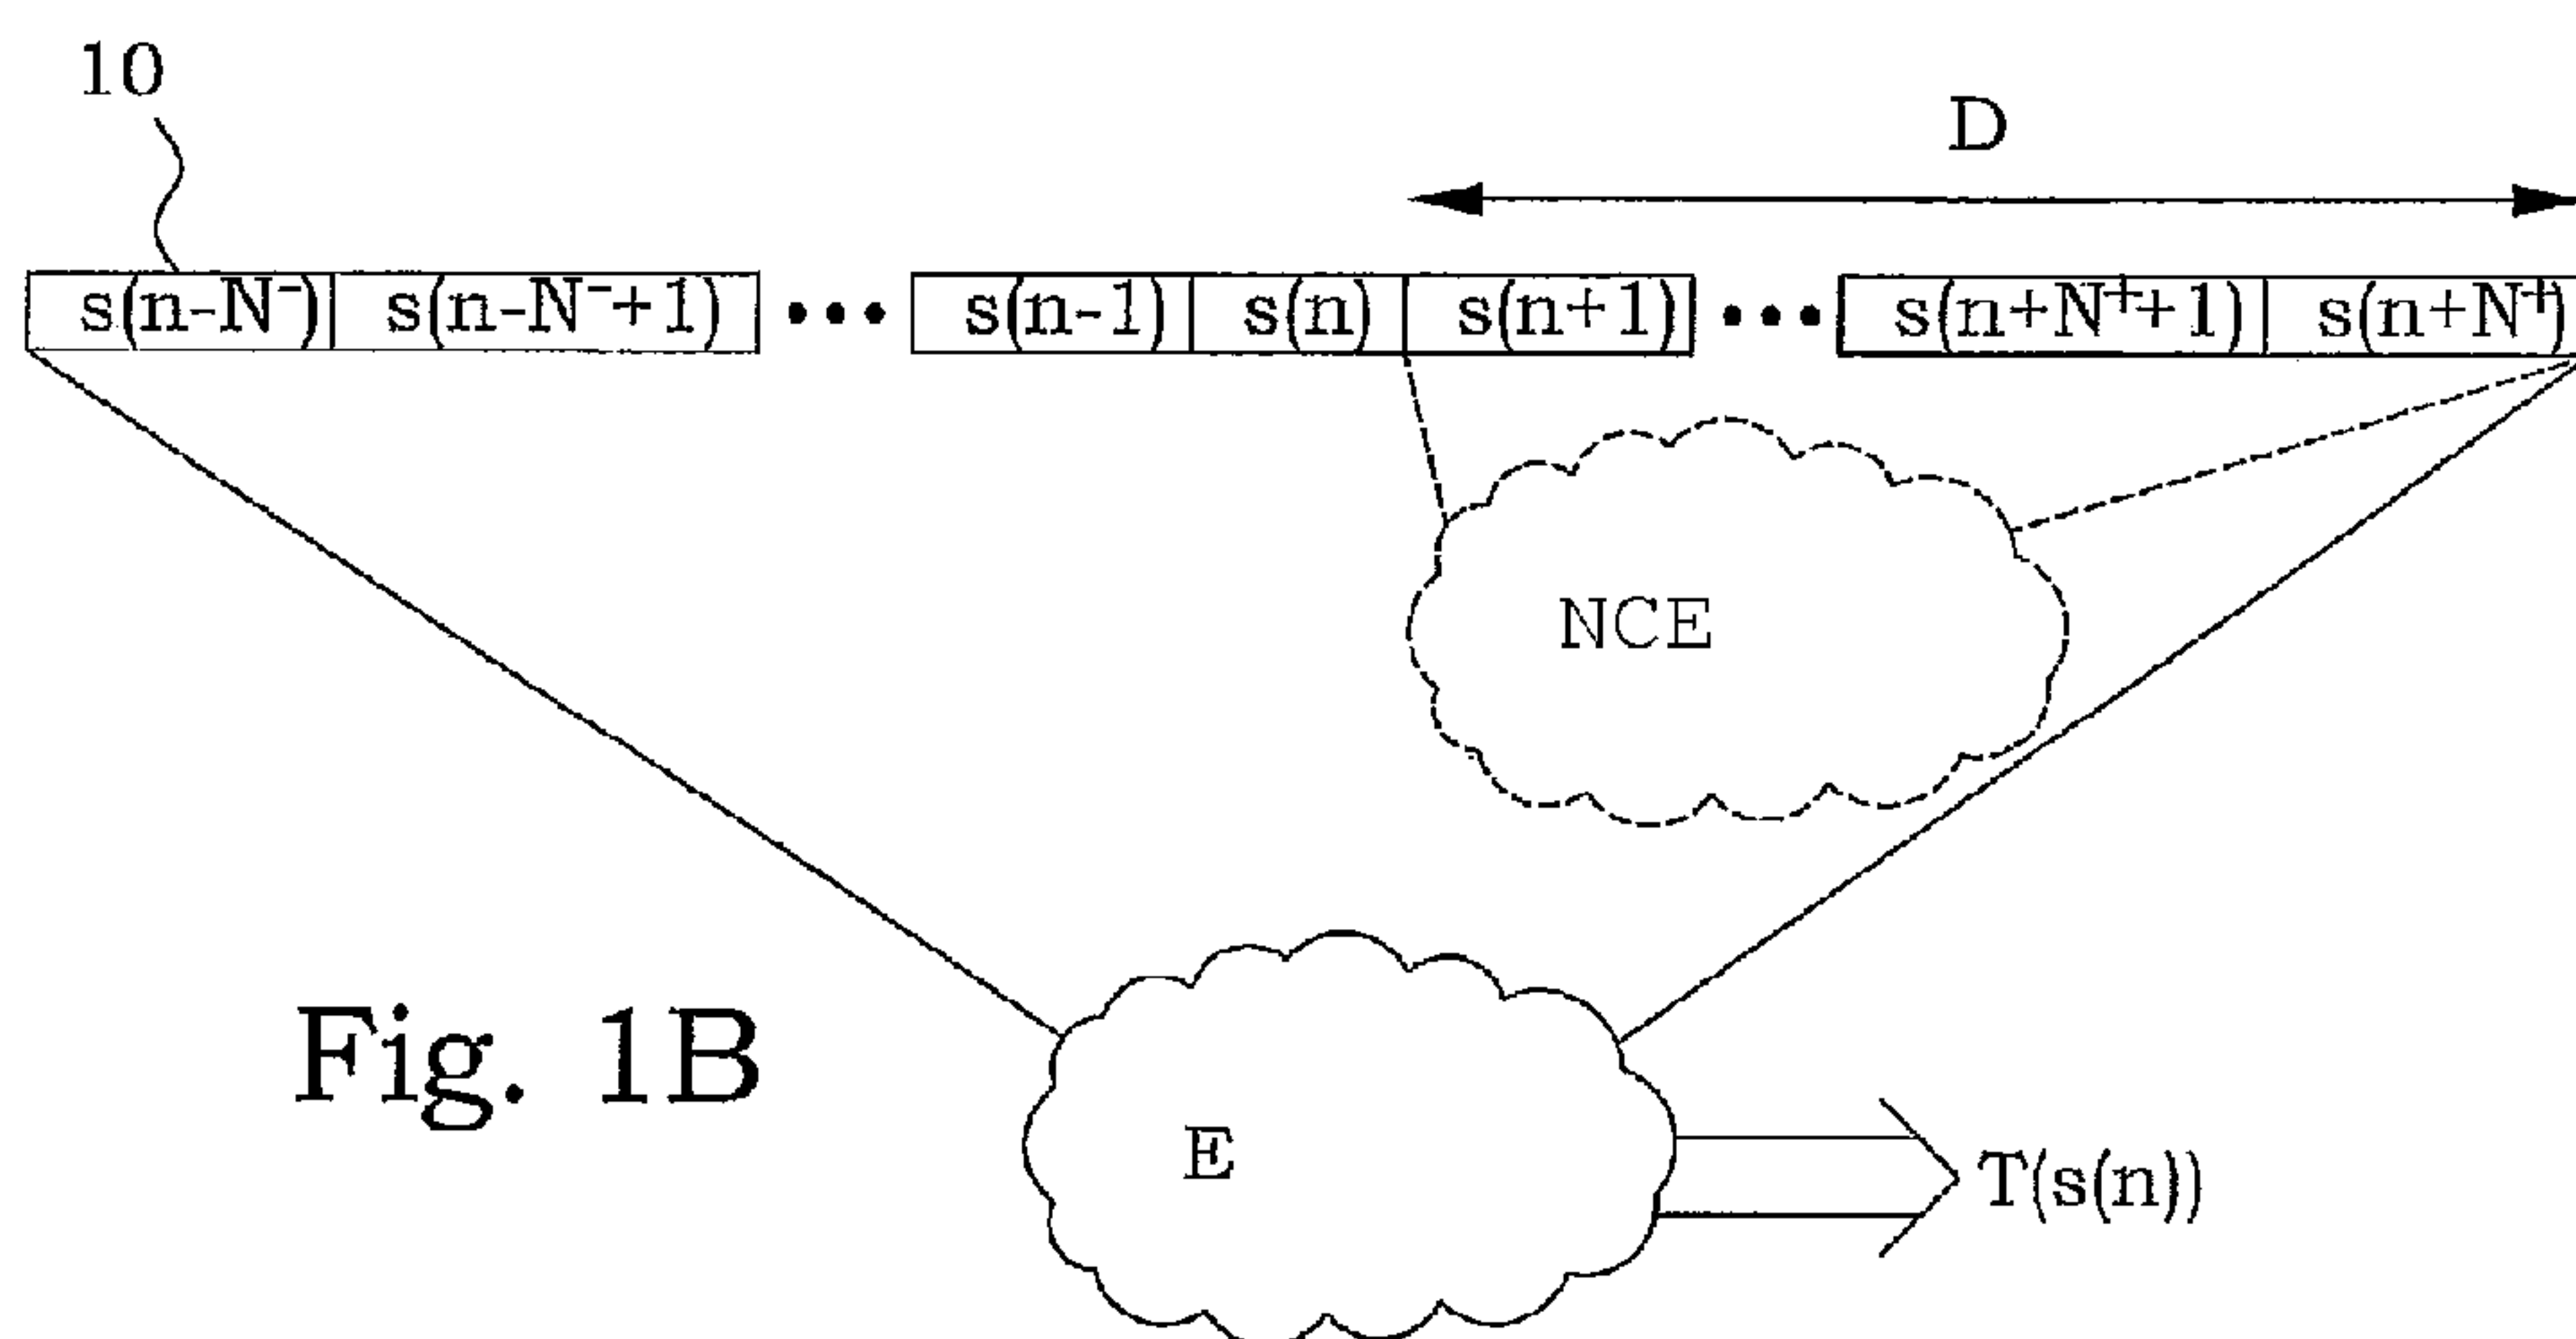 10
D
s(n-N⁻) s(n-N⁻+1) ••• s(n-1) s(n) s(n+1) ••• s(n+N⁺+1) s(n+N⁺)
NCE
Fig. 1B
E
T(s(n))